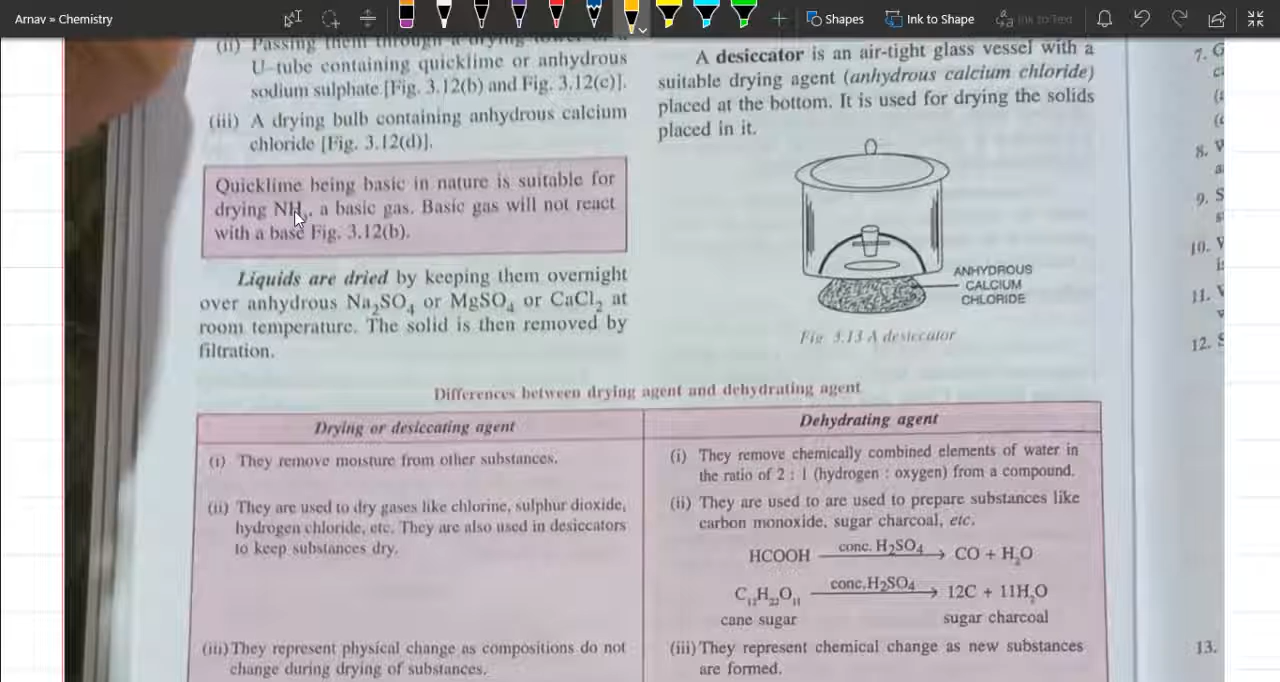 Arnav » Chemistry
Shapes
Ink to Shape
Ink to Text
(ii) Passing them through a drying tower or a
U–tube containing quicklime or anhydrous
sodium sulphate [Fig. 3.12(b) and Fig. 3.12(c)].
(iii) A drying bulb containing anhydrous calcium
chloride [Fig. 3.12(d)].
Quicklime being basic in nature is suitable for
drying NH₃, a basic gas. Basic gas will not react
with a base Fig. 3.12(b).
Liquids are dried by keeping them overnight
over anhydrous Na₂SO₄ or MgSO₄ or CaCl₂ at
room temperature. The solid is then removed by
filtration.
A desiccator is an air-tight glass vessel with a
suitable drying agent (anhydrous calcium chloride)
placed at the bottom. It is used for drying the solids
placed in it.
ANHYDROUS
CALCIUM
CHLORIDE
Fig. 3.13 A desiccator
Differences between drying agent and dehydrating agent
Drying or desiccating agent
(i) They remove moisture from other substances.
(ii) They are used to dry gases like chlorine, sulphur dioxide,
hydrogen chloride, etc. They are also used in desiccators
to keep substances dry.
(iii) They represent physical change as compositions do not
change during drying of substances.
Dehydrating agent
(i) They remove chemically combined elements of water in
the ratio of 2 : 1 (hydrogen : oxygen) from a compound.
(ii) They are used to are used to prepare substances like
carbon monoxide, sugar charcoal, etc.
HCOOH conc. H₂SO₄ → CO + H₂O
C₁₂H₂₂O₁₁ conc. H₂SO₄ → 12C + 11H₂O
cane sugar sugar charcoal
(iii) They represent chemical change as new substances
are formed.
7. G
8.
9. S
10.
11.
12. S
13.